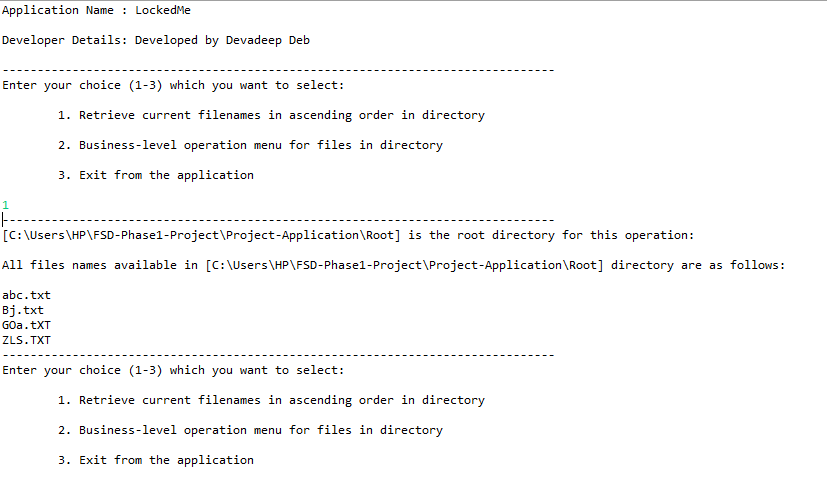 Application Name : LockedMe
Developer Details: Developed by Devadeep Deb
-------------------------------------------------------------------------------
Enter your choice (1-3) which you want to select:
1. Retrieve current filenames in ascending order in directory
2. Business-level operation menu for files in directory
3. Exit from the application
1
-------------------------------------------------------------------------------
[C:\Users\HP\FSD-Phase1-Project\Project-Application\Root] is the root directory for this operation:
All files names available in [C:\Users\HP\FSD-Phase1-Project\Project-Application\Root] directory are as follows:
abc.txt
Bj.txt
GOa.tXT
ZLS.TXT
-------------------------------------------------------------------------------
Enter your choice (1-3) which you want to select:
1. Retrieve current filenames in ascending order in directory
2. Business-level operation menu for files in directory
3. Exit from the application